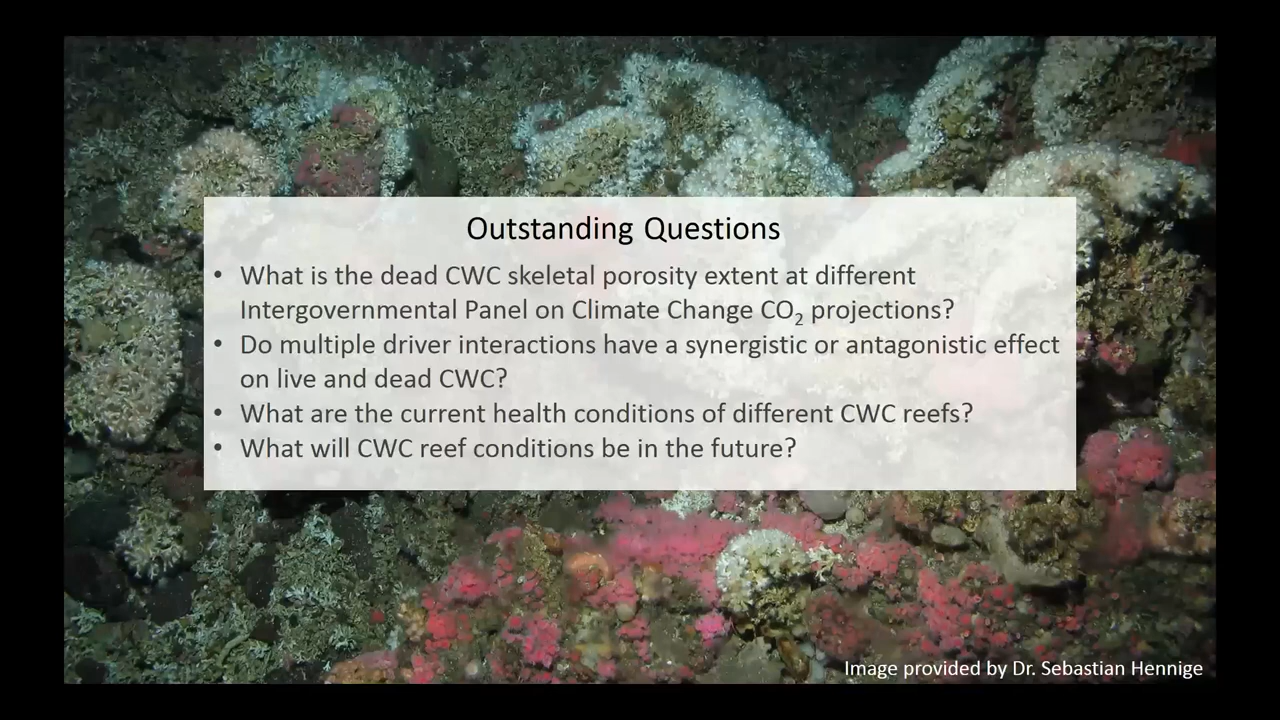 Outstanding Questions
• What is the dead CWC skeletal porosity extent at different
Intergovernmental Panel on Climate Change CO₂ projections?
• Do multiple driver interactions have a synergistic or antagonistic effect
on live and dead CWC?
• What are the current health conditions of different CWC reefs?
• What will CWC reef conditions be in the future?
Image provided by Dr. Sebastian Hennige